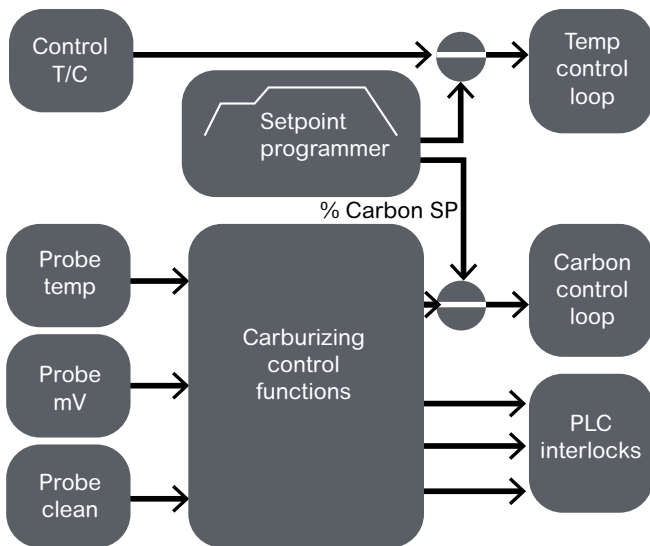 Control
T/C
Temp
control
loop
Setpoint
programmer
% Carbon SP
Probe
temp
Carburizing
control
functions
Carbon
control
loop
Probe
mV
PLC
interlocks
Probe
clean